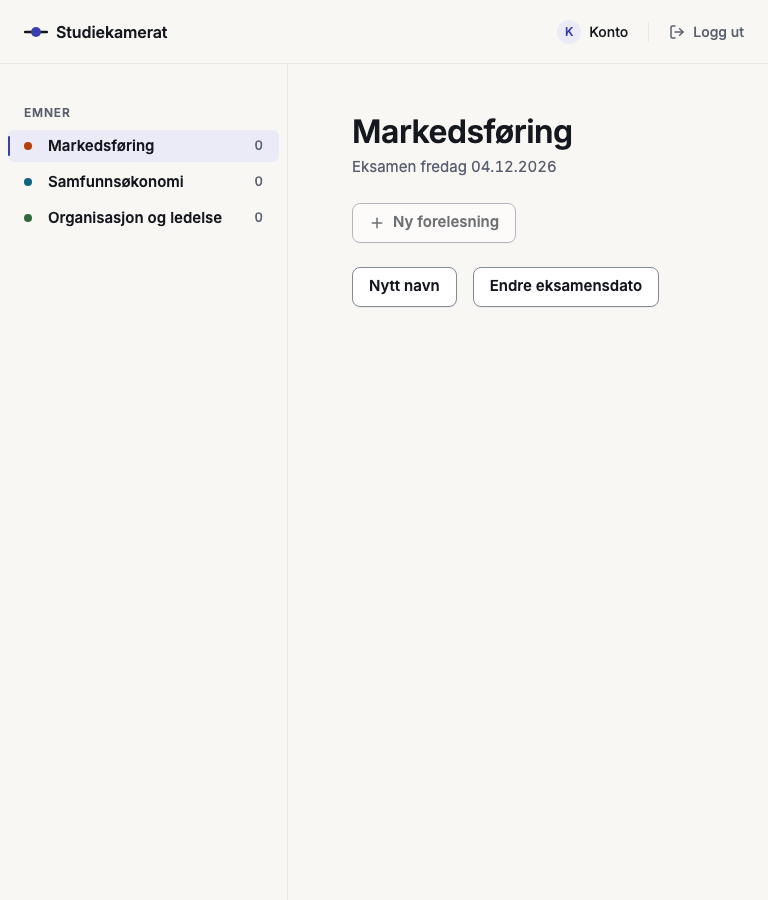 Studiekamerat
K Konto
Logg ut
EMNER
Markedsføring 0
Samfunnsøkonomi 0
Organisasjon og ledelse 0
Markedsføring
Eksamen fredag 04.12.2026
Ny forelesning
Nytt navn
Endre eksamensdato